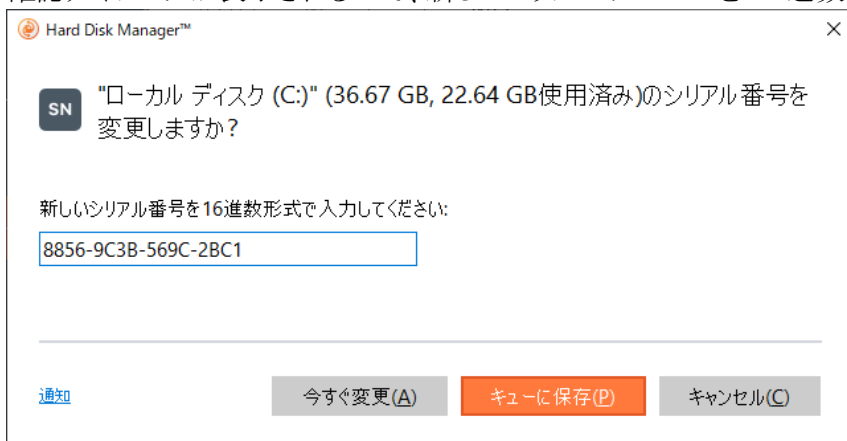 Hard Disk Manager™
SN
"ローカル ディスク (C:)" (36.67 GB, 22.64 GB使用済み)のシリアル番号を
変更しますか?
新しいシリアル番号を16進数形式で入力してください:
8856-9C3B-569C-2BC1
通知
今すぐ変更(A)
キューに保存(P)
キャンセル(C)